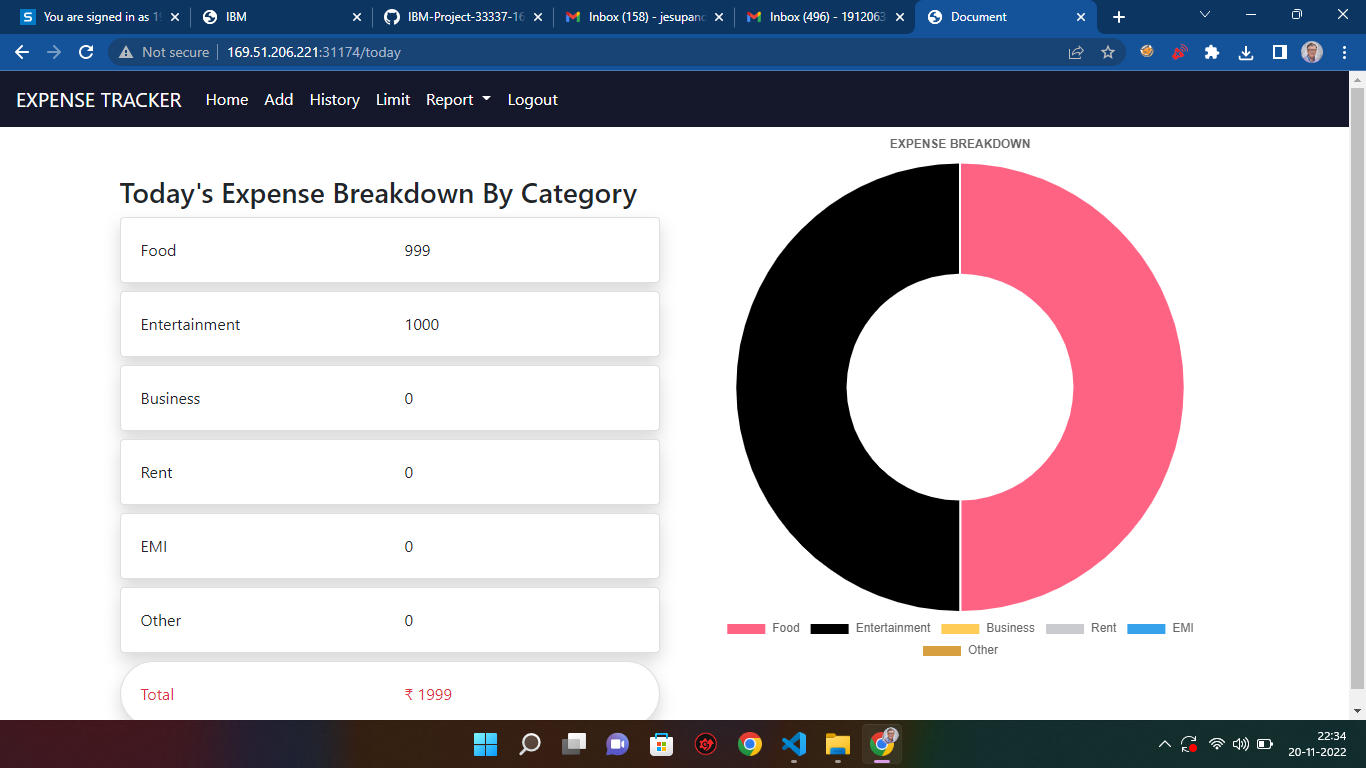 You are signed in as 19
IBM
IBM-Project-33337-16
Inbox (158) - jesupand
Inbox (496) - 1912063
Document
Not secure
169.51.206.221:31174/today
EXPENSE TRACKER Home Add History Limit Report Logout
EXPENSE BREAKDOWN
Today's Expense Breakdown By Category
Food 999
Entertainment 1000
Business 0
Rent 0
EMI 0
Other 0
Total ₹ 1999
Food Entertainment Business Rent EMI
Other
22:34
20-11-2022